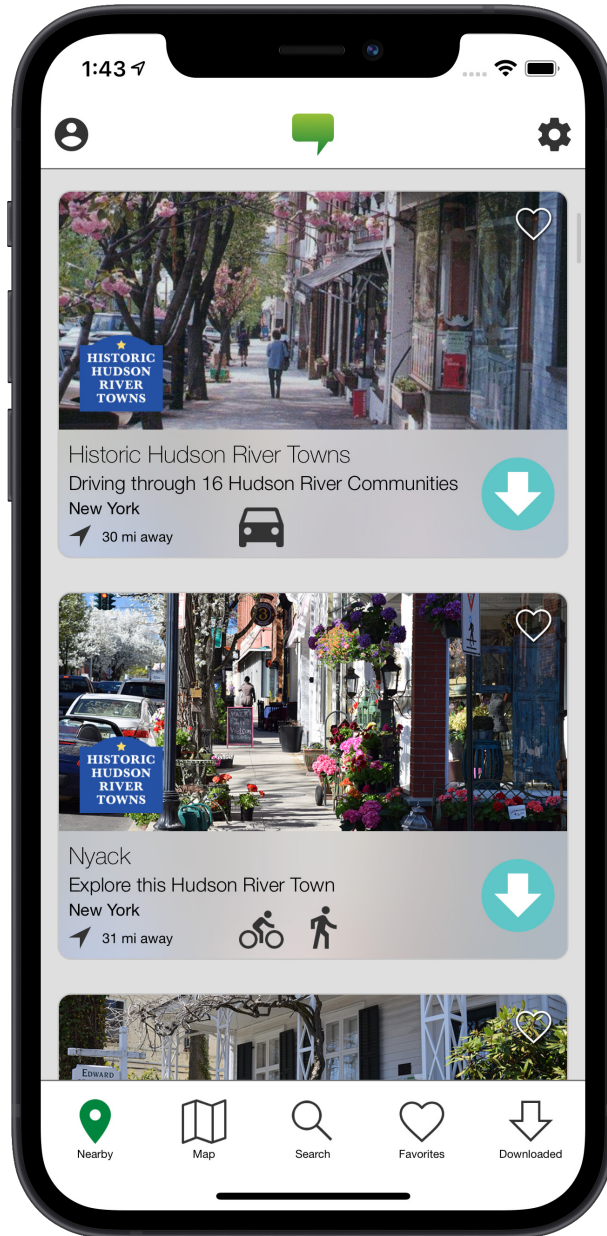 1:43
HISTORIC
HUDSON
RIVER
TOWNS
Historic Hudson River Towns
Driving through 16 Hudson River Communities
New York
30 mi away
HISTORIC
HUDSON
RIVER
TOWNS
Nyack
Explore this Hudson River Town
New York
31 mi away
EDWARD
Nearby
Map
Search
Favorites
Downloaded